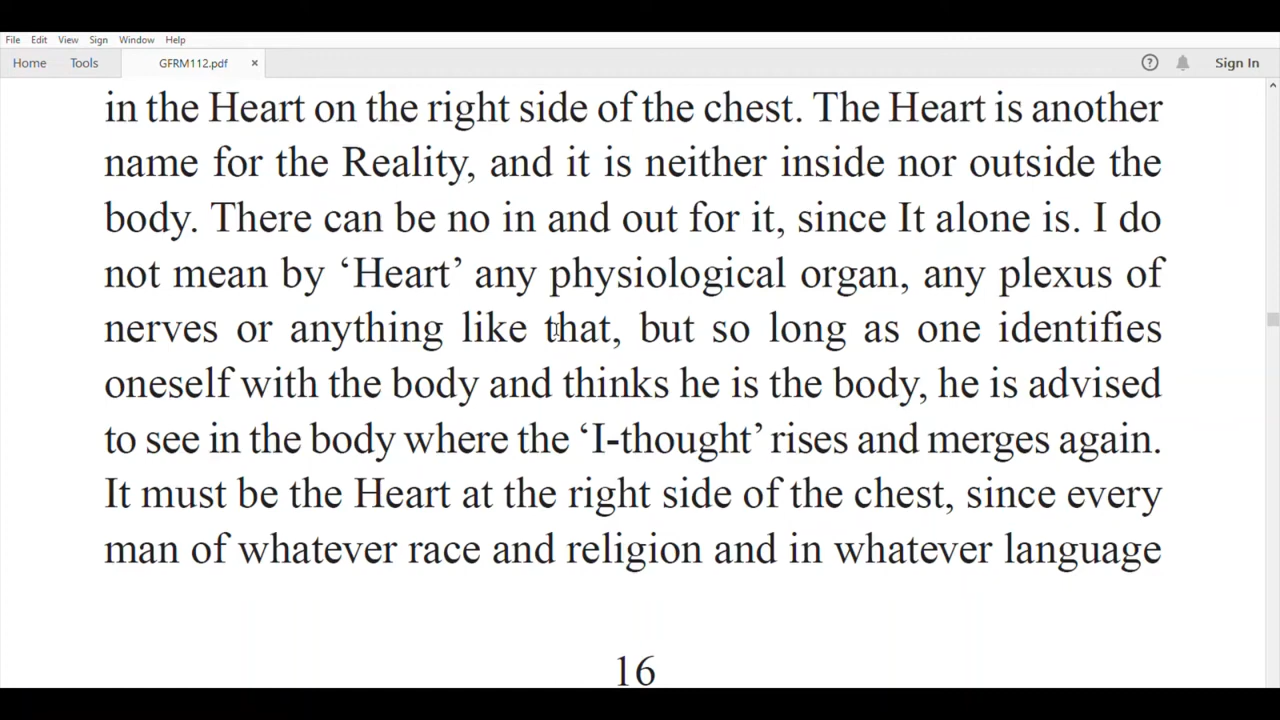 File Edit View Sign Window Help
Home Tools GFRM112.pdf × ? Sign In
in the Heart on the right side of the chest. The Heart is another
name for the Reality, and it is neither inside nor outside the
body. There can be no in and out for it, since It alone is. I do
not mean by ‘Heart’ any physiological organ, any plexus of
nerves or anything like that, but so long as one identifies
oneself with the body and thinks he is the body, he is advised
to see in the body where the ‘I-thought’ rises and merges again.
It must be the Heart at the right side of the chest, since every
man of whatever race and religion and in whatever language
16